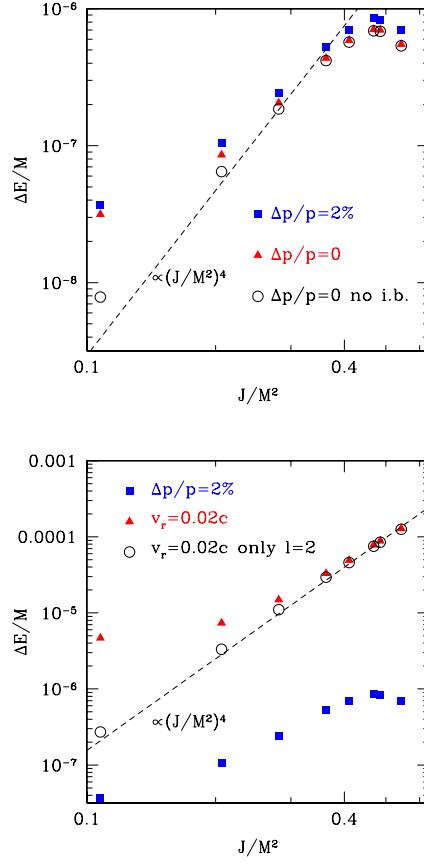 10⁻⁶
10⁻⁷
10⁻⁸
ΔE/M
Δp/p=2%
Δp/p=0
Δp/p=0 no i.b.
∝(J/M²)⁴
0.1
0.4
J/M²
0.001
0.0001
10⁻⁵
10⁻⁶
10⁻⁷
ΔE/M
Δp/p=2%
vᵣ=0.02c
vᵣ=0.02c only l=2
∝(J/M²)⁴
0.1
0.4
J/M²